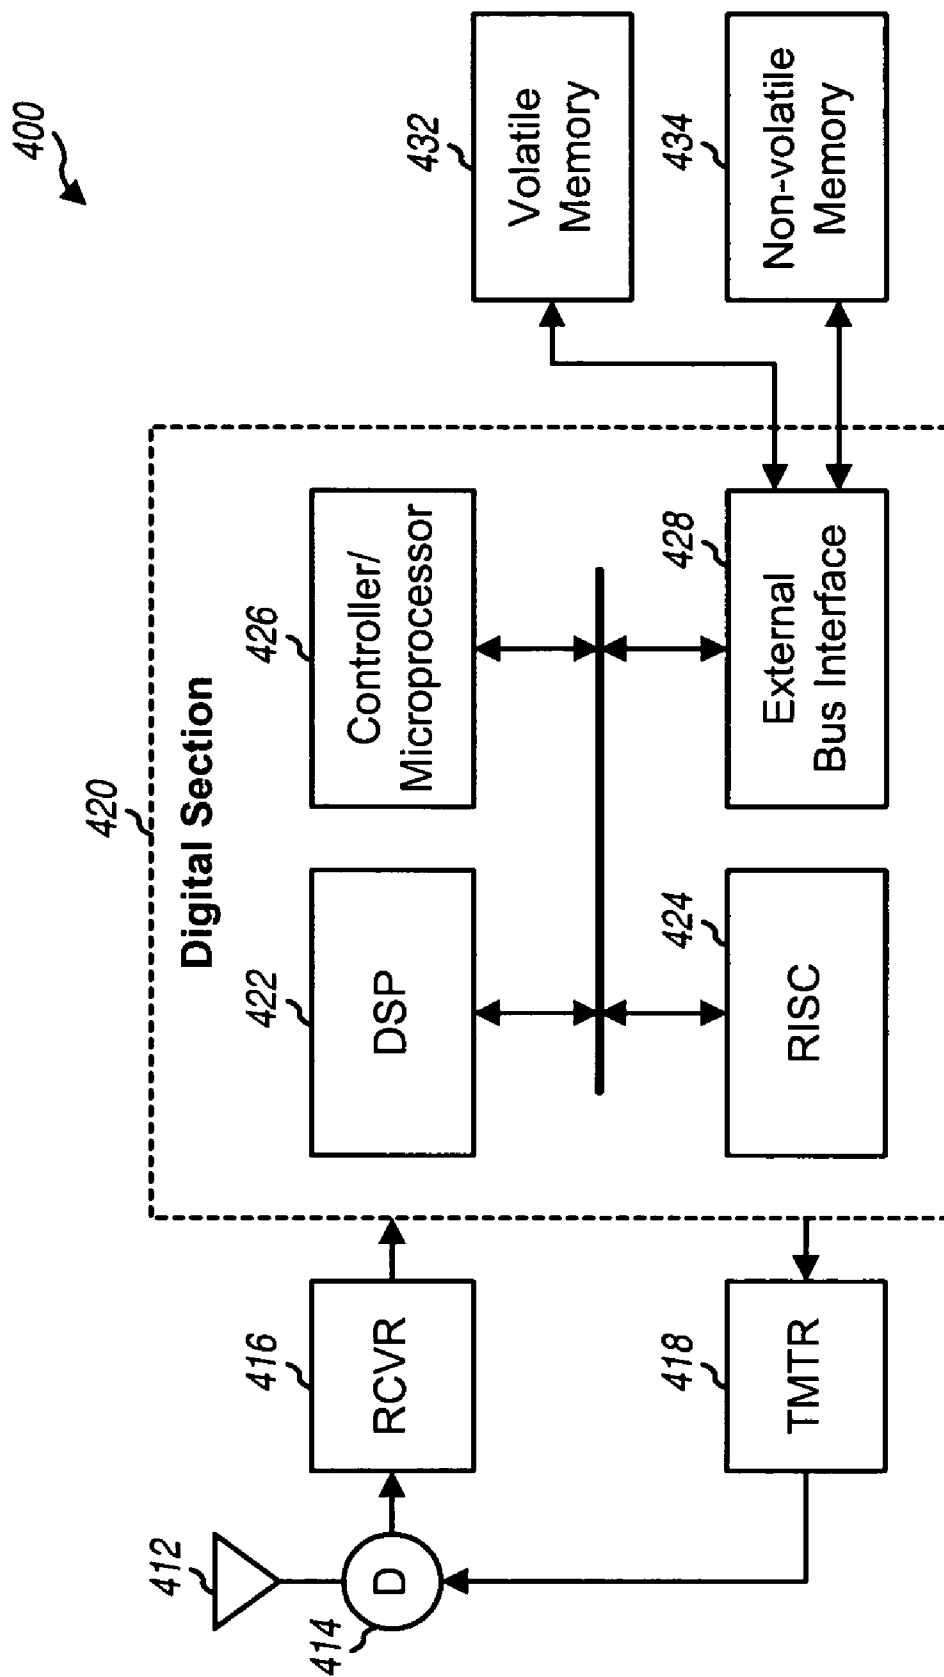 400
420
Digital Section
412
414
D
416
RCVR
422
DSP
426
Controller/
Microprocessor
432
Volatile
Memory
418
TMTR
424
RISC
428
External
Bus Interface
434
Non-volatile
Memory